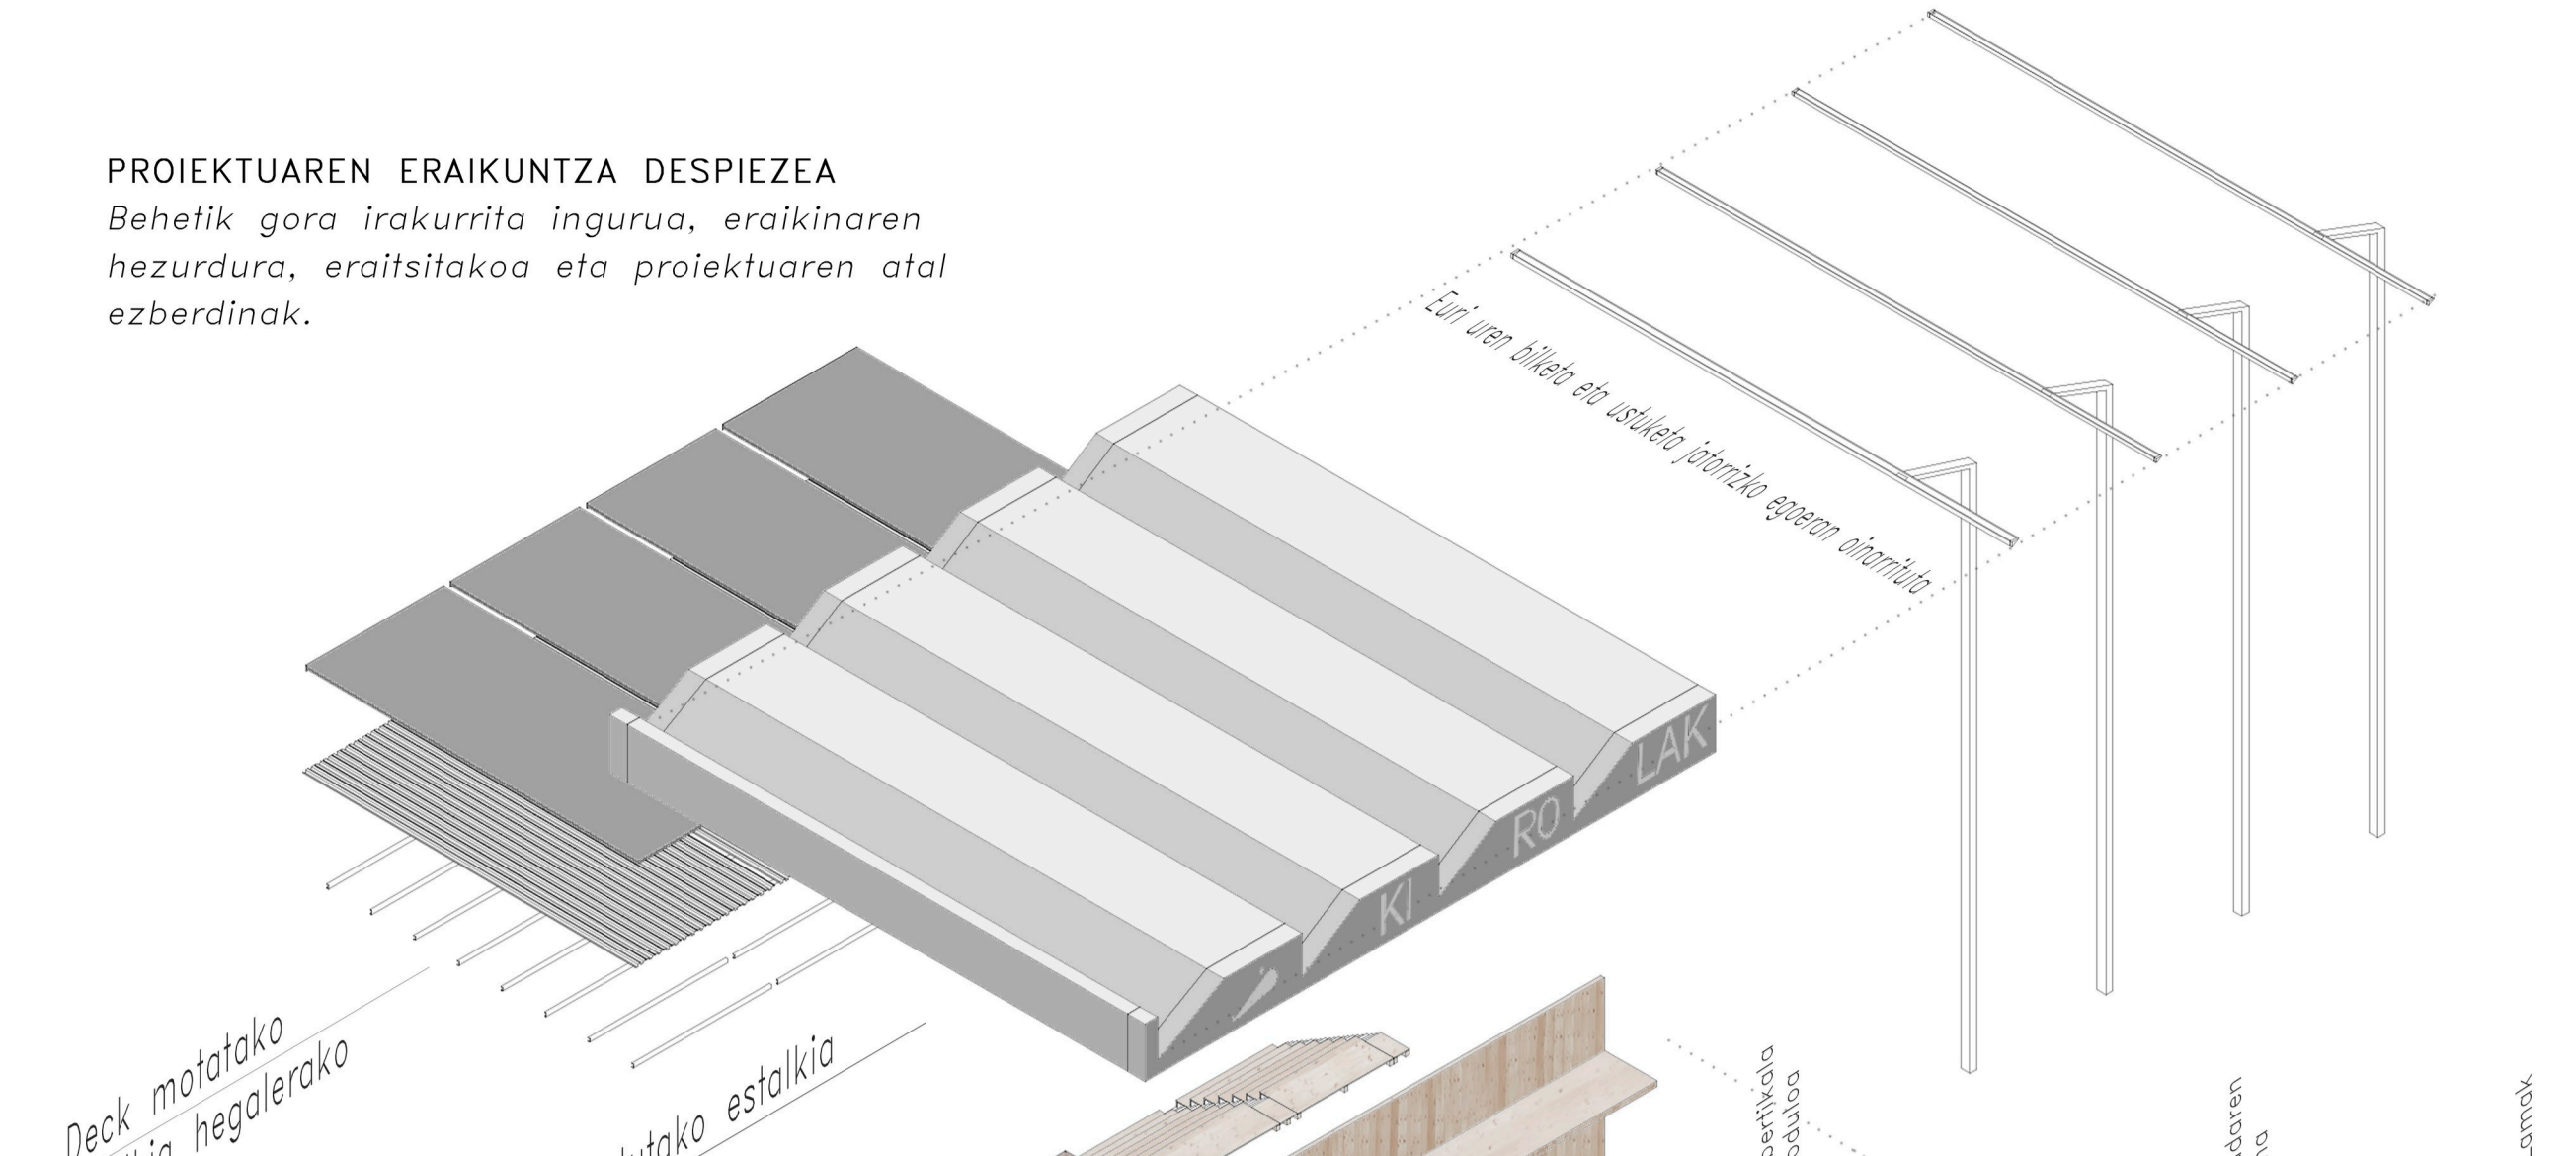 PROIEKTUAREN ERAIKUNTZA DESPIEZEA
Behetik gora irakurrita ingurua, eraikinaren
hezurdura, eraitsitakoa eta proiektuaren atal
ezberdinak.
Euri uren bilketa eta ustuketa jatorrizko egoeran oinarrituta
LAK
RO
KI
Deck motatako
hegalerako
estalkia